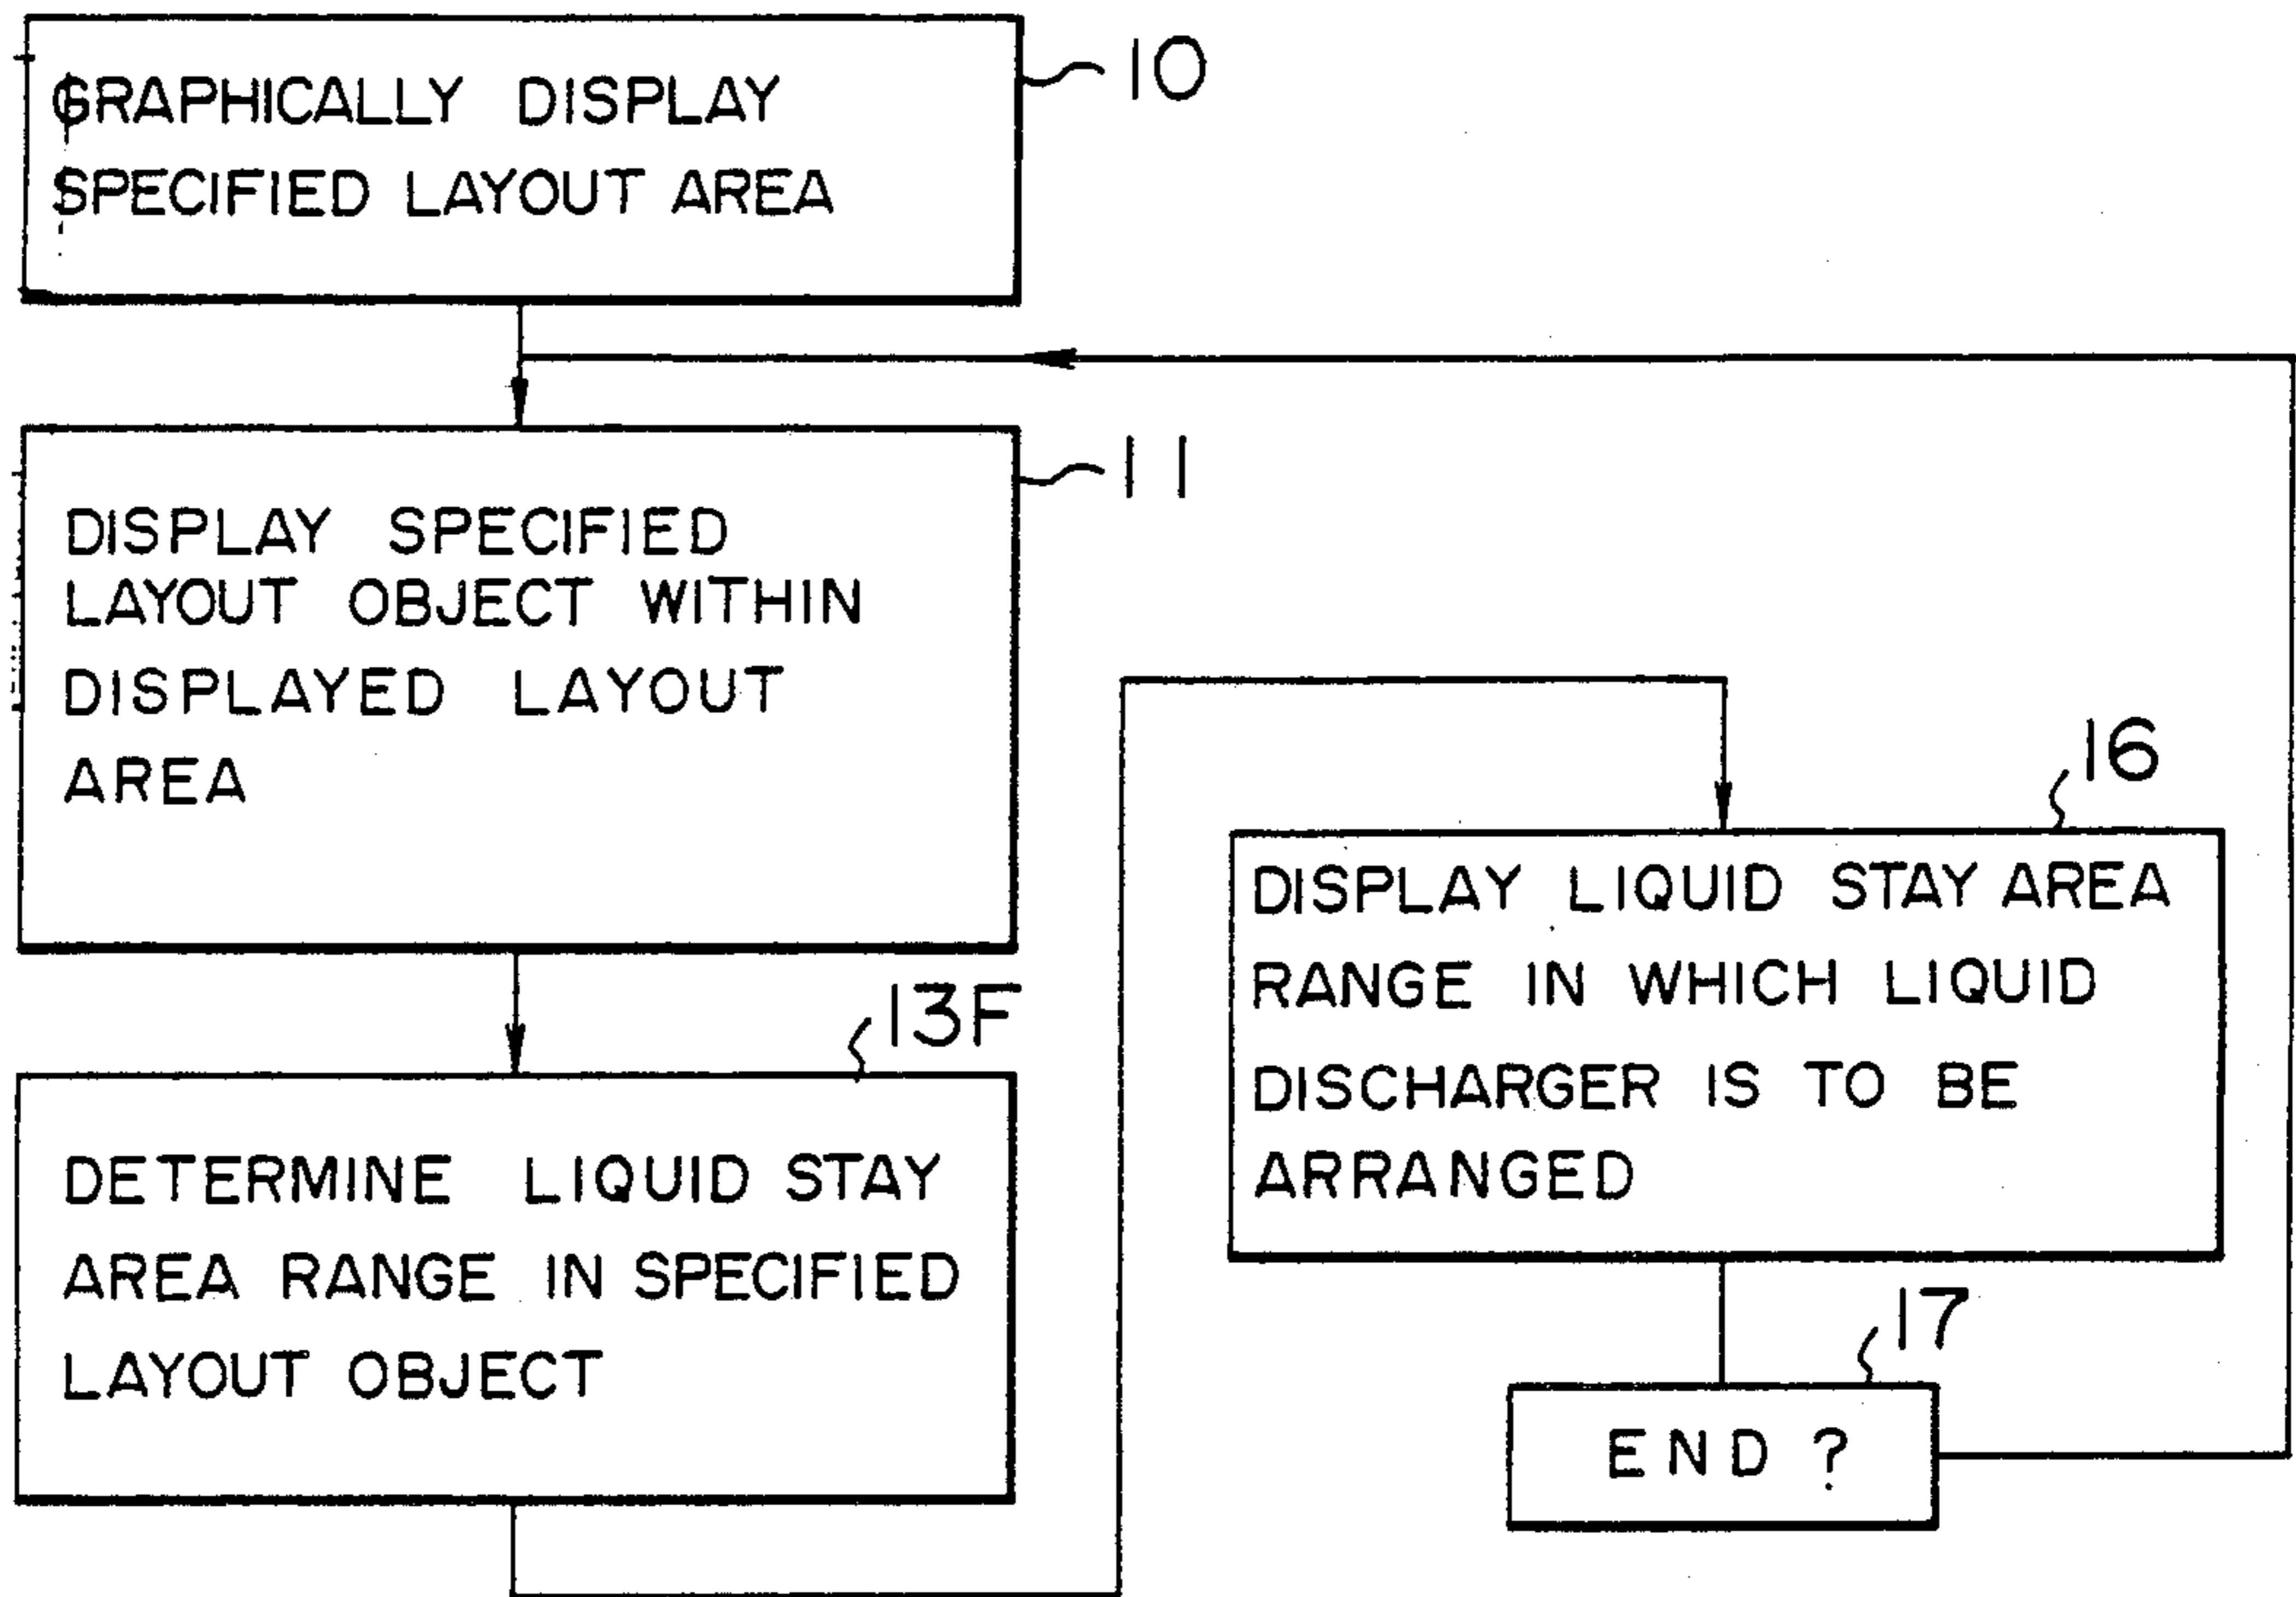 GRAPHICALLY DISPLAY
SPECIFIED LAYOUT AREA
10
DISPLAY SPECIFIED
LAYOUT OBJECT WITHIN
DISPLAYED LAYOUT
AREA
11
13F
DETERMINE LIQUID STAY
AREA RANGE IN SPECIFIED
LAYOUT OBJECT
16
DISPLAY LIQUID STAY AREA
RANGE IN WHICH LIQUID
DISCHARGER IS TO BE
ARRANGED
17
END ?